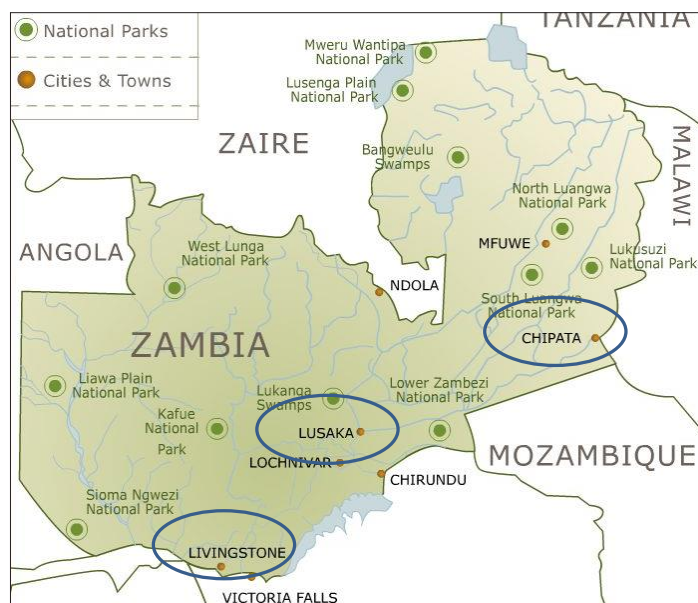 TANZANIA
National Parks
Cities & Towns
Mweru Wantipa
National Park
Lusenga Plain
National Park
ZAIRE
MALAWI
Bangweulu
Swamps
North Luangwa
National Park
MFUWE
ANGOLA
West Lunga
National Park
Lukusuzi
National Park
NDOLA
South Luangwa
National Park
CHIPATA
ZAMBIA
Liawa Plain
National Park
Lukanga
Swamps
Lower Zambezi
National Park
Kafue
National
Park
LUSAKA
MOZAMBIQUE
LOCHNIVAR
CHIRUNDU
Sioma Ngwezi
National Park
LIVINGSTONE
VICTORIA FALLS